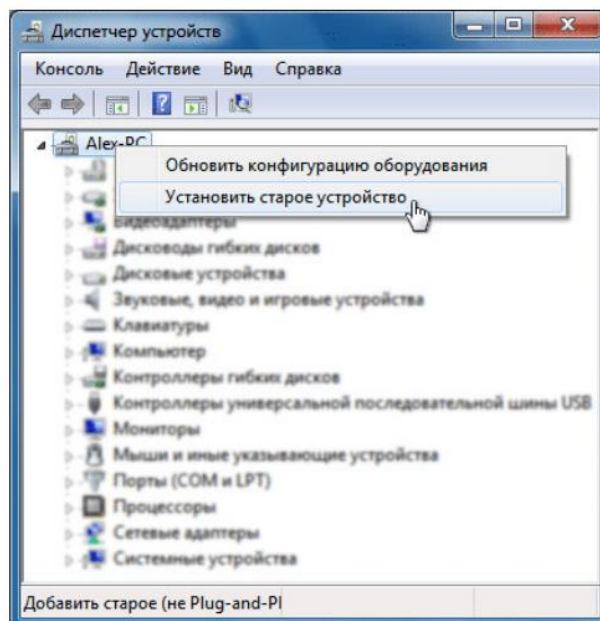 Диспетчер устройств
Консоль Действие Вид Справка
Alex-PC
Обновить конфигурацию оборудования
Установить старое устройство
Видеоадаптеры
Дисководы гибких дисков
Дисковые устройства
Звуковые, видео и игровые устройства
Клавиатуры
Компьютер
Контроллеры гибких дисков
Контроллеры универсальной последовательной шины USB
Мониторы
Мыши и иные указывающие устройства
Порты (COM и LPT)
Процессоры
Сетевые адаптеры
Системные устройства
Добавить старое (не Plug-and-Pl